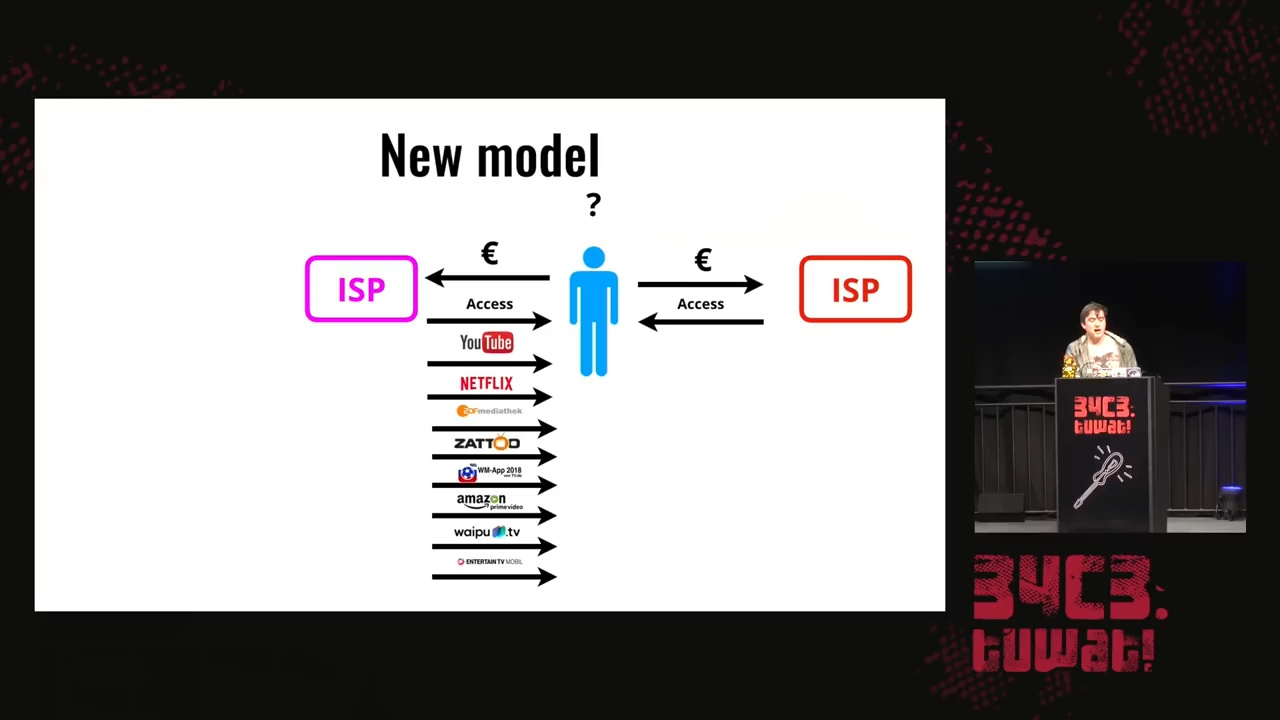 New model
?
€
€
ISP
ISP
Access
Access
YouTube
NETFLIX
ZDFmediathek
ZATTOO
WM-App 2018
amazon
prime video
waipu.tv
ENTERTAIN TV MOBIL
34C3.
tuwat!
34C3.
tuwat!